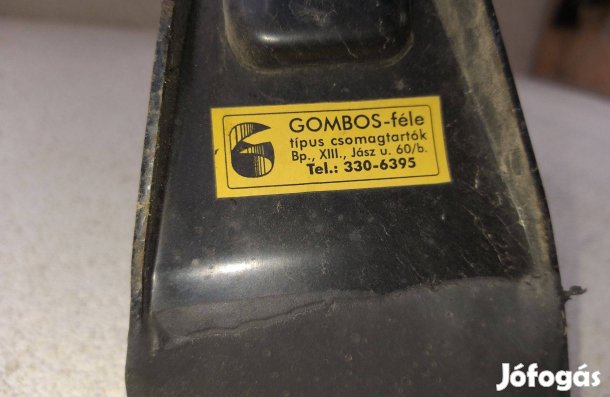 GOMBOS-féle
típus csomagtartók
Bp., XIII., Jász u. 60/b.
Tel.: 330-6395
Jófogás